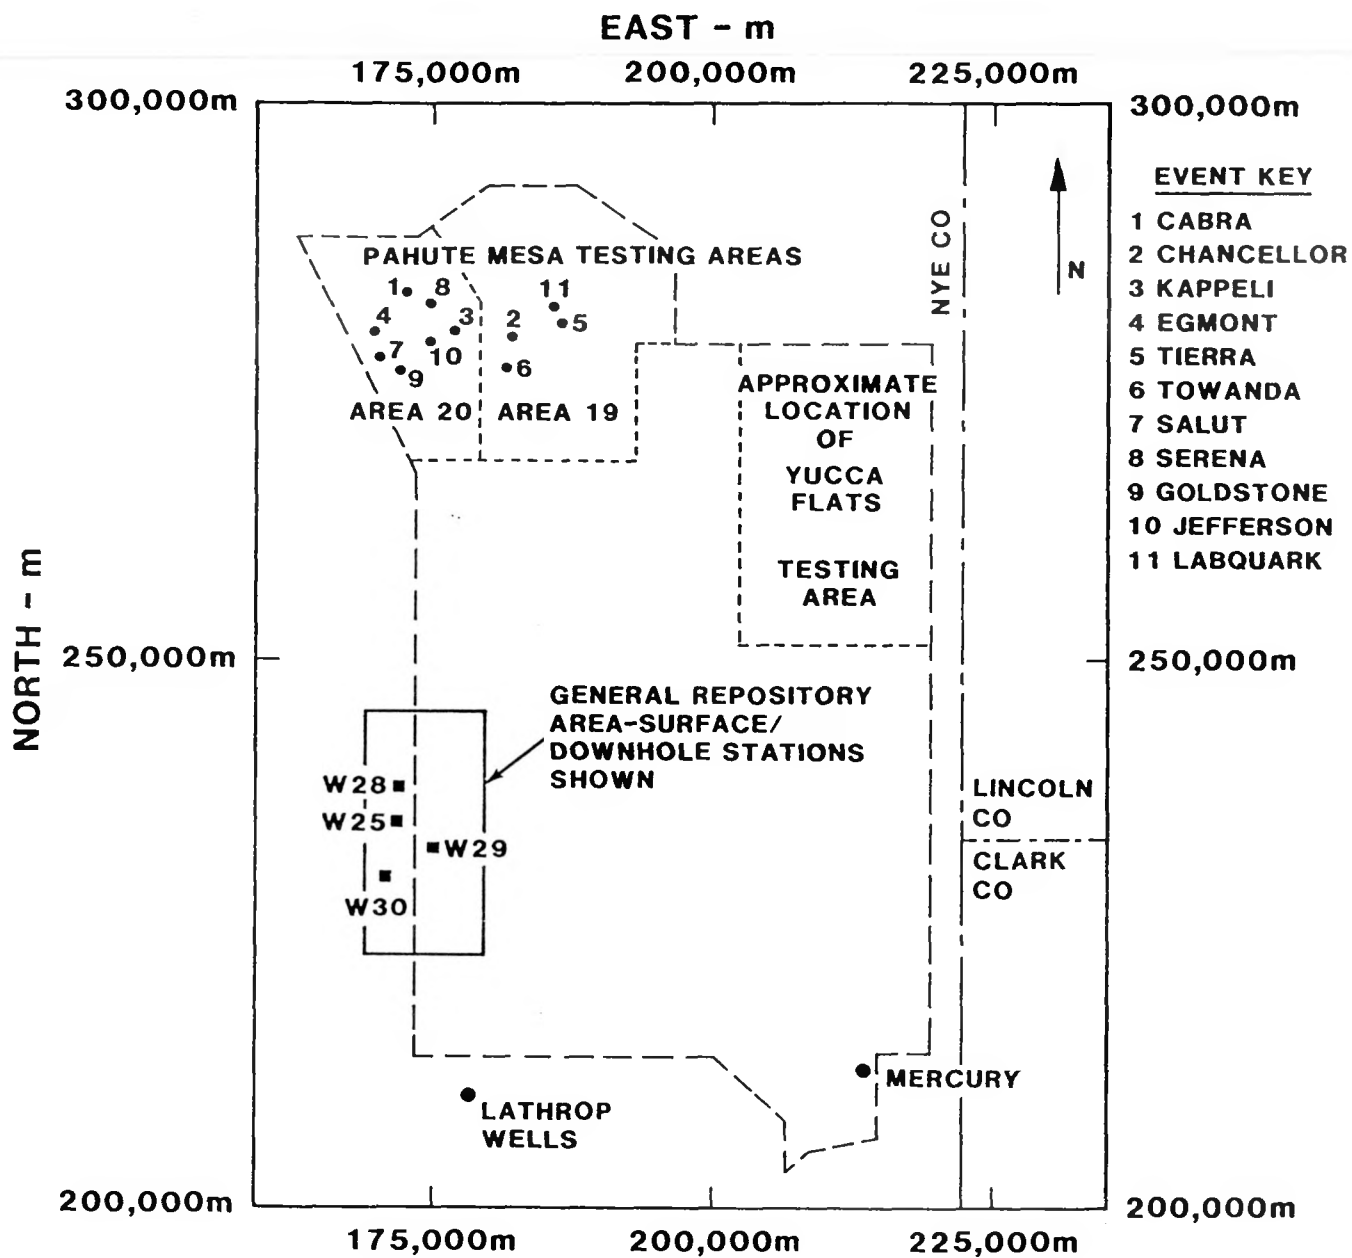 EAST - m
175,000m 200,000m 225,000m
300,000m 300,000m
EVENT KEY
1 CABRA
2 CHANCELLOR
3 KAPPELI
4 EGMONT
5 TIERRA
6 TOWANDA
7 SALUT
8 SERENA
9 GOLDSTONE
10 JEFFERSON
11 LABQUARK
NYE CO
N
PAHUTE MESA TESTING AREAS
1 8 11
4 3 2 5
7 10
9 6
AREA 20 AREA 19
APPROXIMATE
LOCATION
OF
YUCCA
FLATS
TESTING
AREA
NORTH - m
250,000m 250,000m
GENERAL REPOSITORY
AREA-SURFACE/
DOWNHOLE STATIONS
SHOWN
W28
W25
W29
W30
LINCOLN
CO
CLARK
CO
MERCURY
LATHROP
WELLS
200,000m 200,000m
175,000m 200,000m 225,000m